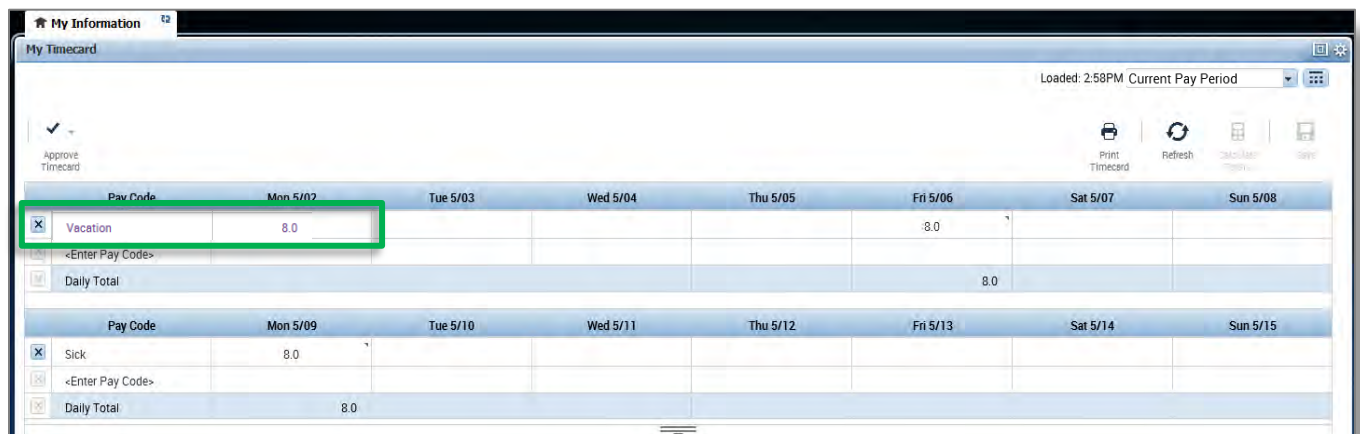 My Information
My Timecard
Loaded: 2:58PM Current Pay Period
Approve Timecard
Print Timecard
Refresh
Save
Pay Code Mon 5/02 Tue 5/03 Wed 5/04 Thu 5/05 Fri 5/06 Sat 5/07 Sun 5/08
Vacation 8.0 8.0
<Enter Pay Code>
Daily Total 8.0
Pay Code Mon 5/09 Tue 5/10 Wed 5/11 Thu 5/12 Fri 5/13 Sat 5/14 Sun 5/15
Sick 8.0
<Enter Pay Code>
Daily Total 8.0